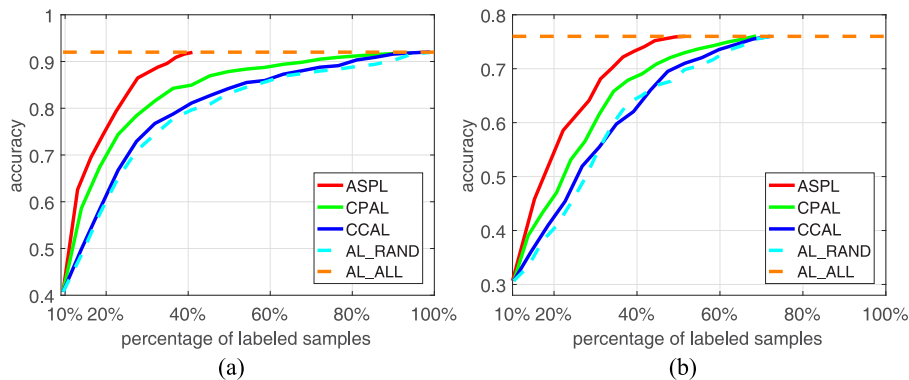 1
0.9
0.8
0.7
0.6
0.5
0.4
accuracy
10% 20% 40% 60% 80% 100%
percentage of labeled samples
ASPL
CPAL
CCAL
AL_RAND
AL_ALL
(a)
0.8
0.7
0.6
0.5
0.4
0.3
accuracy
10% 20% 40% 60% 80% 100%
percentage of labeled samples
ASPL
CPAL
CCAL
AL_RAND
AL_ALL
(b)